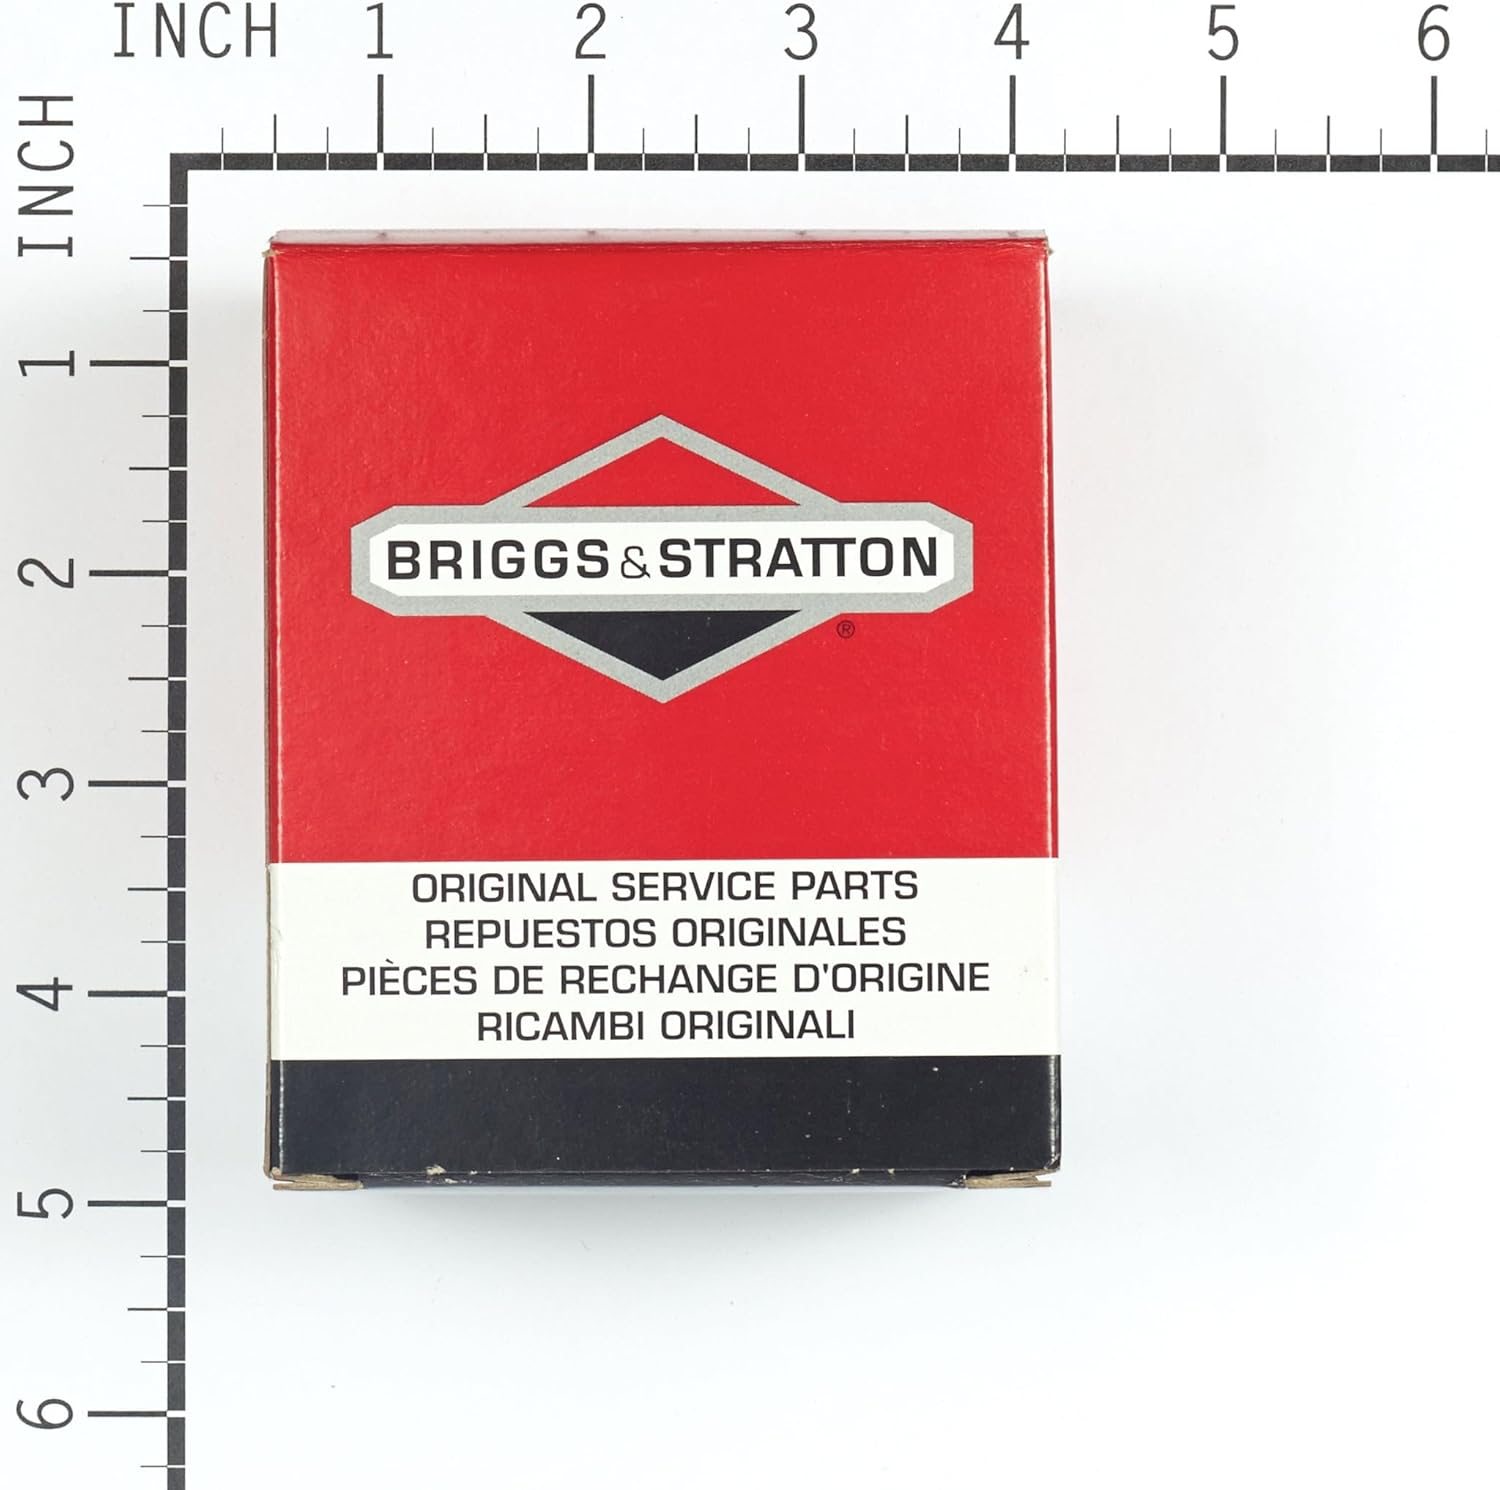 INCH 1 2 3 4 5 6
INCH
1
2
3
4
5
6
BRIGGS & STRATTON
®
ORIGINAL SERVICE PARTS
REPUESTOS ORIGINALES
PIÈCES DE RECHANGE D'ORIGINE
RICAMBI ORIGINALI